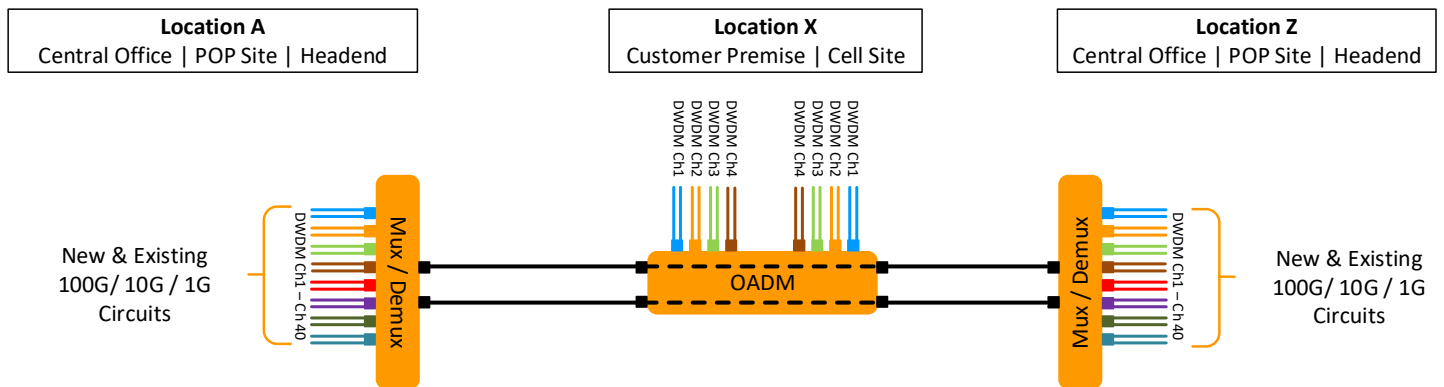 Location A
Central Office | POP Site | Headend
Location X
Customer Premise | Cell Site
Location Z
Central Office | POP Site | Headend
DWDM Ch1
DWDM Ch2
DWDM Ch3
DWDM Ch4
DWDM Ch4
DWDM Ch3
DWDM Ch2
DWDM Ch1
New & Existing
100G/ 10G / 1G
Circuits
DWDM Ch1 – Ch 40
Mux / Demux
OADM
Mux / Demux
DWDM Ch1 – Ch 40
New & Existing
100G/ 10G / 1G
Circuits